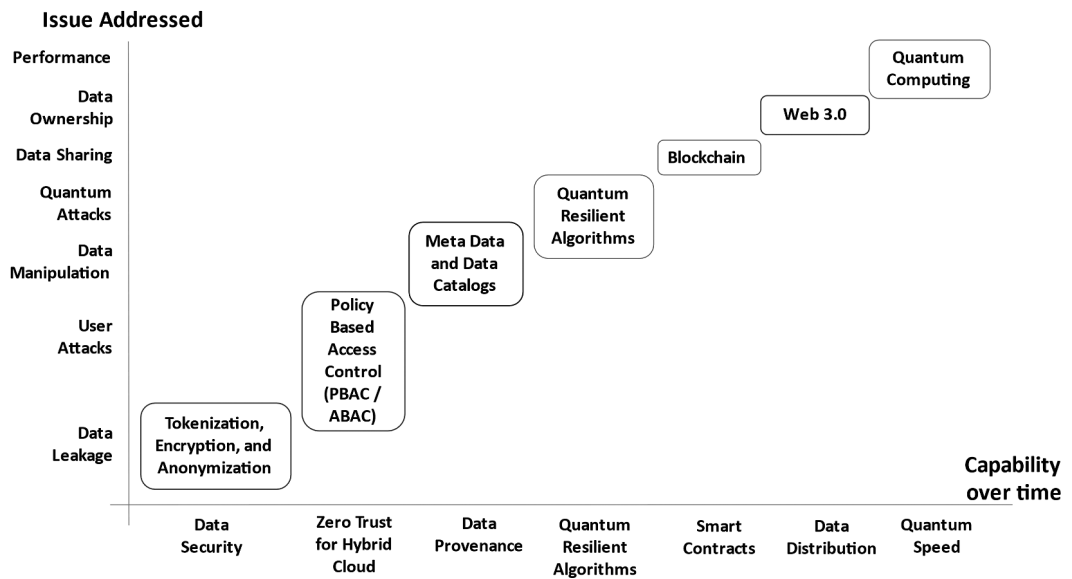 Issue Addressed
Performance
Data
Ownership
Data Sharing
Quantum
Attacks
Data
Manipulation
User
Attacks
Data
Leakage
Quantum
Computing
Web 3.0
Blockchain
Quantum
Resilient
Algorithms
Meta Data
and Data
Catalogs
Policy
Based
Access
Control
(PBAC /
ABAC)
Tokenization,
Encryption, and
Anonymization
Capability
over time
Data
Security
Zero Trust
for Hybrid
Cloud
Data
Provenance
Quantum
Resilient
Algorithms
Smart
Contracts
Data
Distribution
Quantum
Speed